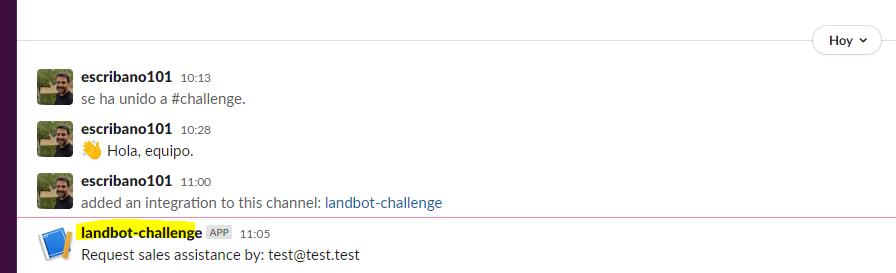 Hoy
escribano101 10:13
se ha unido a #challenge.
escribano101 10:28
👋 Hola, equipo.
escribano101 11:00
added an integration to this channel: landbot-challenge
landbot-challenge APP 11:05
Request sales assistance by: test@test.test